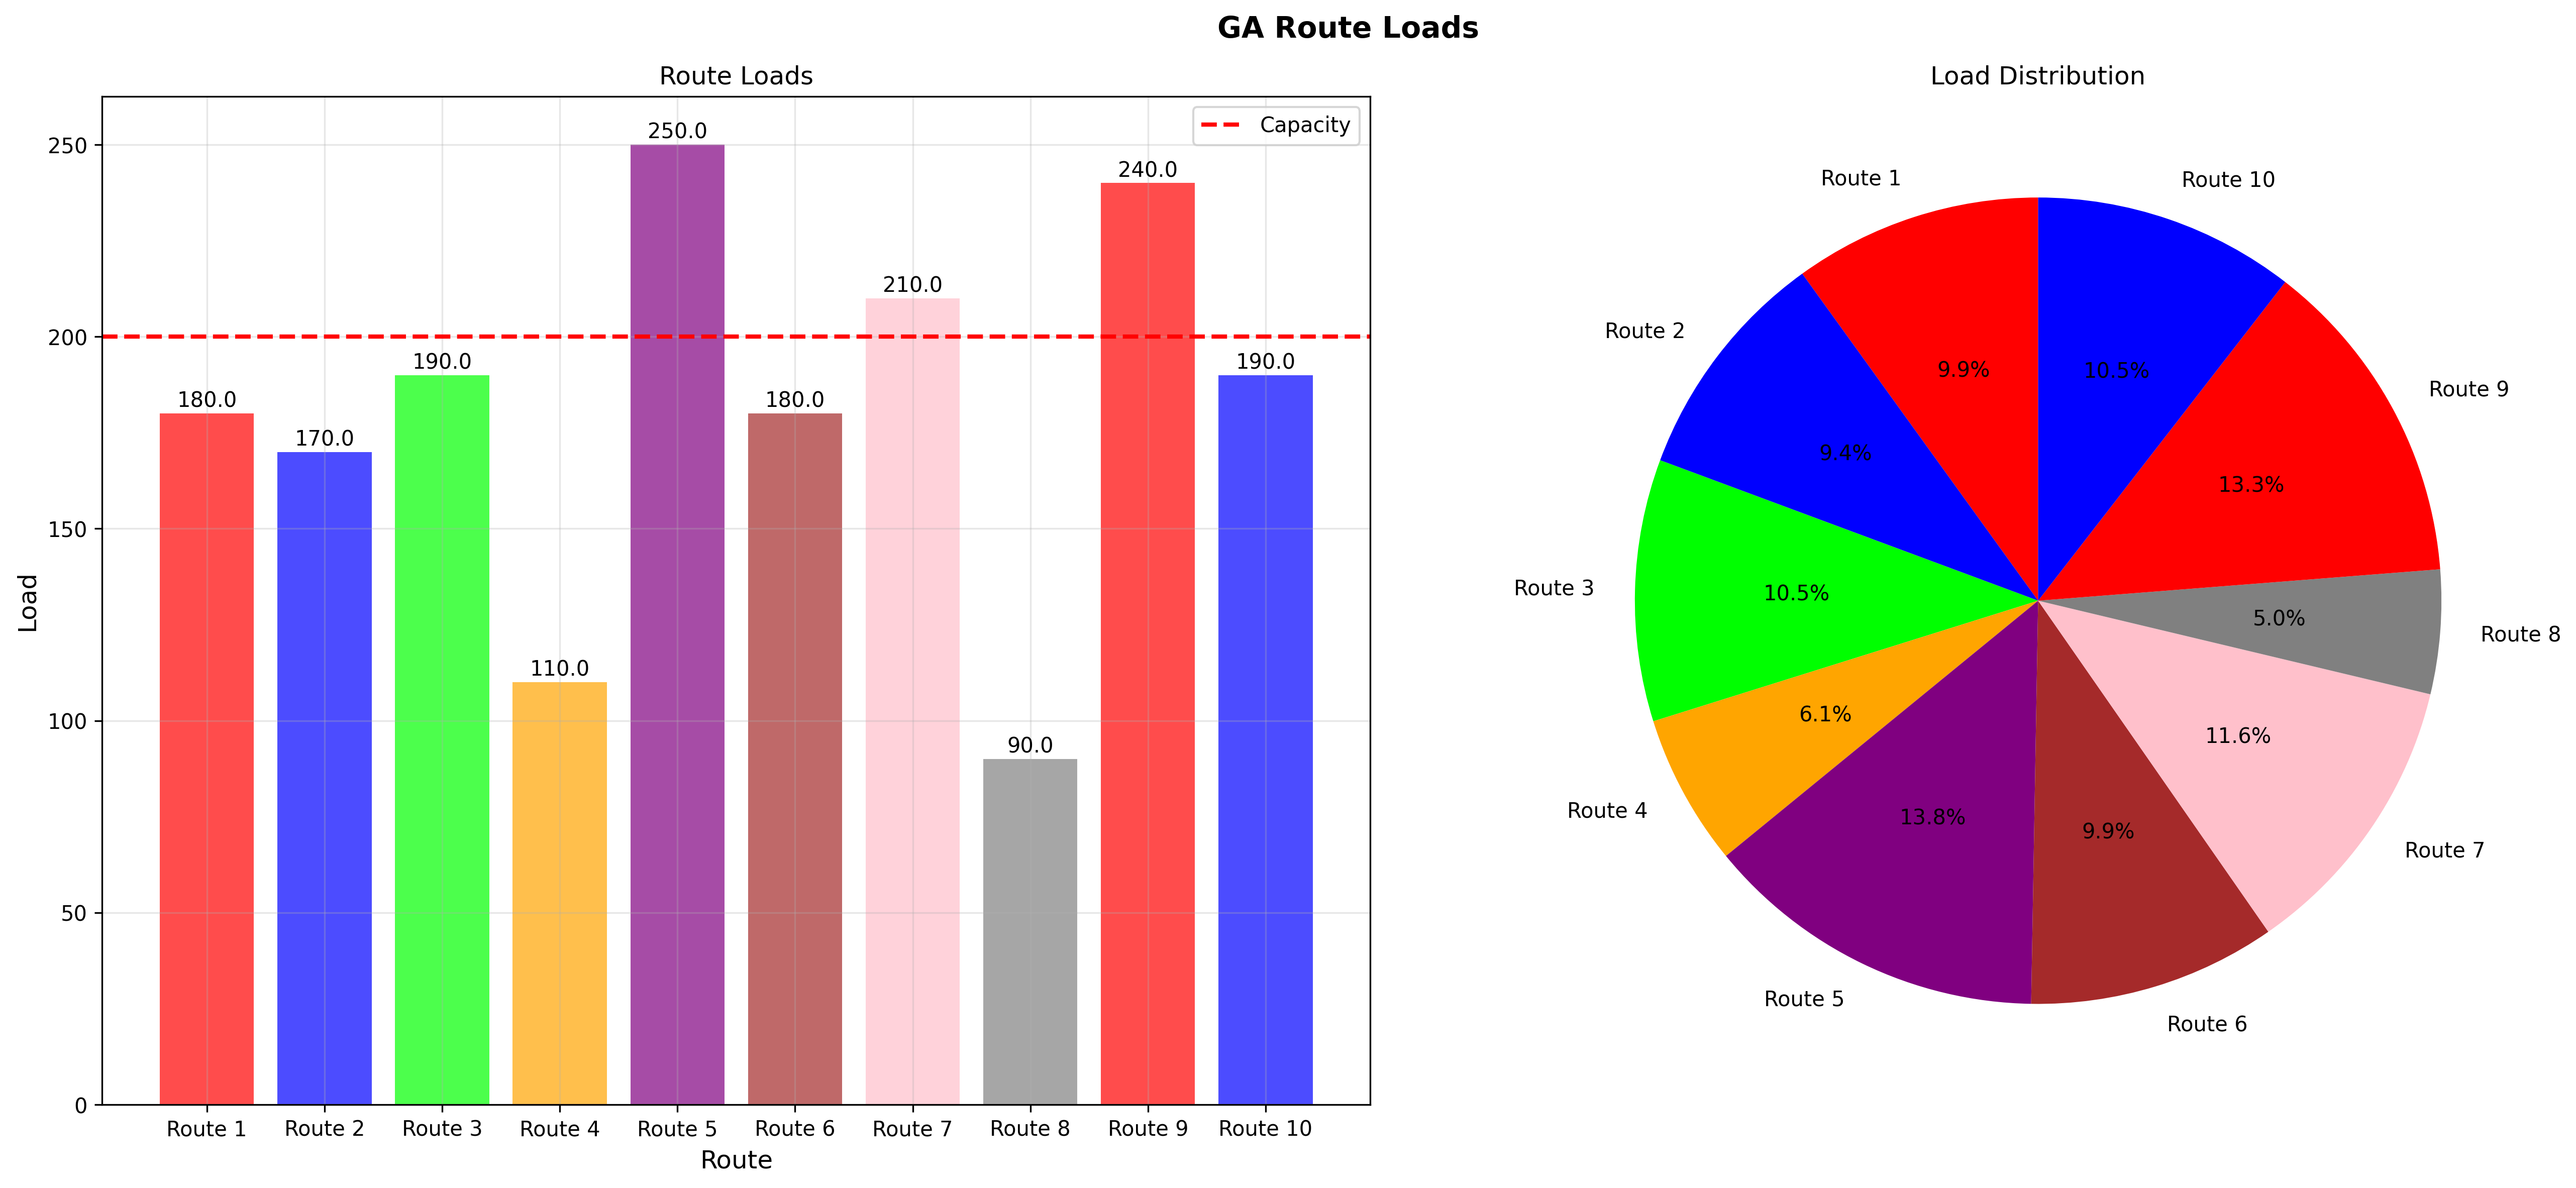 GA Route Loads
Route Loads
Capacity
Load
250
200
150
100
50
0
180.0
170.0
190.0
110.0
250.0
180.0
210.0
90.0
240.0
190.0
Route 1
Route 2
Route 3
Route 4
Route 5
Route 6
Route 7
Route 8
Route 9
Route 10
Route
Load Distribution
Route 1
9.9%
Route 2
9.4%
Route 3
10.5%
Route 4
6.1%
Route 5
13.8%
Route 6
9.9%
Route 7
11.6%
Route 8
5.0%
Route 9
13.3%
Route 10
10.5%